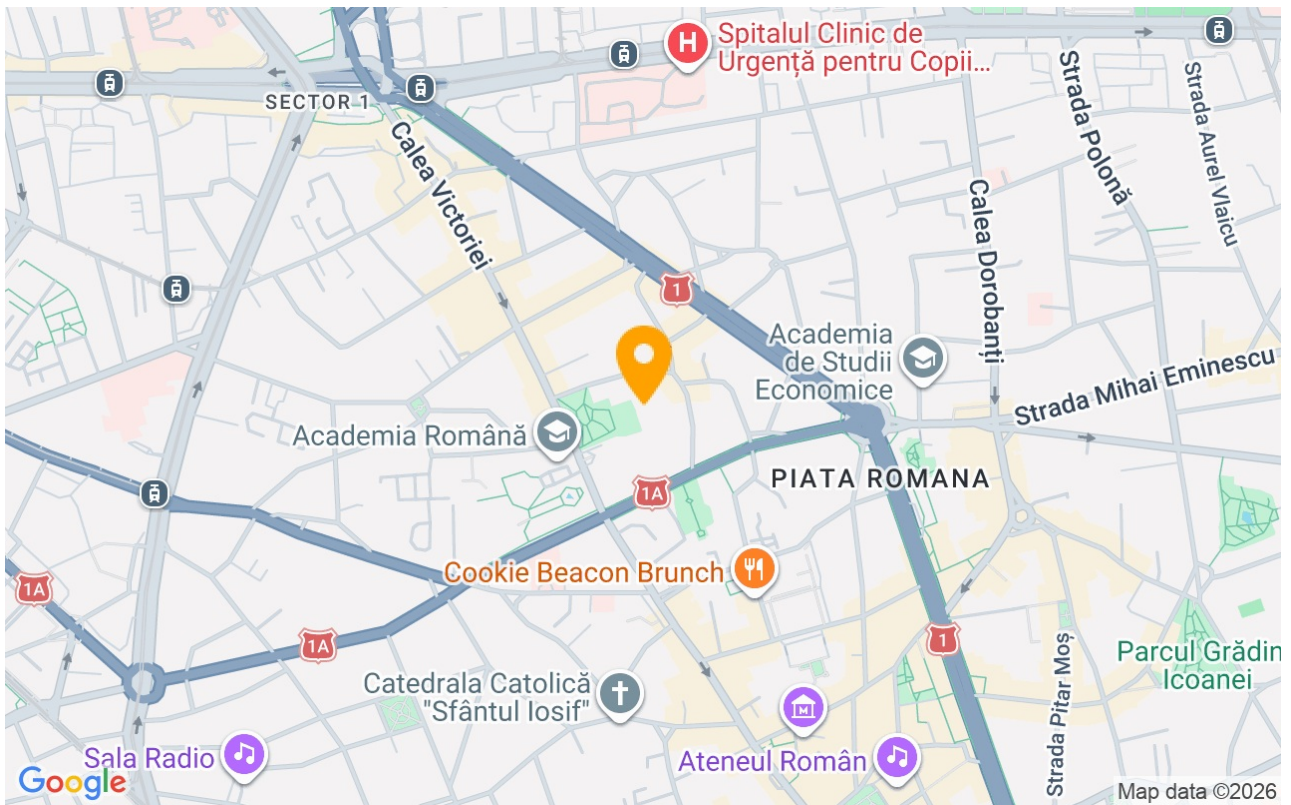 H
Spitalul Clinic de
Urgență pentru Copii...
SECTOR 1
Calea Victoriei
Strada Polonă
Strada Aurel Vlaicu
Calea Dorobanți
1
Academia
de Studii
Economice
Strada Mihai Eminescu
Academia Română
PIATA ROMANA
1A
Cookie Beacon Brunch
1A
1A
1
Parcul Grădin
Icoanei
Strada Pitar Moș
Catedrala Catolică
"Sfântul Iosif"
M
Sala Radio
Ateneul Român
Google
Map data ©2026